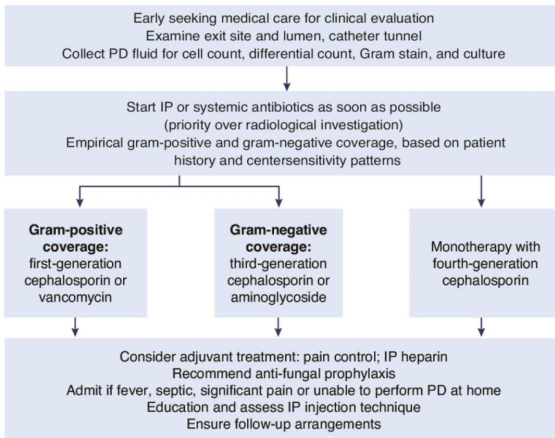 Early seeking medical care for clinical evaluation
Examine exit site and lumen, catheter tunnel
Collect PD fluid for cell count, differential count, Gram stain, and culture
Start IP or systemic antibiotics as soon as possible
(priority over radiological investigation)
Empirical gram-positive and gram-negative coverage, based on patient
history and centersensitivity patterns
Gram-positive
coverage:
first-generation
cephalosporin or
vancomycin
Gram-negative
coverage:
third-generation
cephalosporin or
aminoglycoside
Monotherapy with
fourth-generation
cephalosporin
Consider adjuvant treatment: pain control; IP heparin
Recommend anti-fungal prophylaxis
Admit if fever, septic, significant pain or unable to perform PD at home
Education and assess IP injection technique
Ensure follow-up arrangements